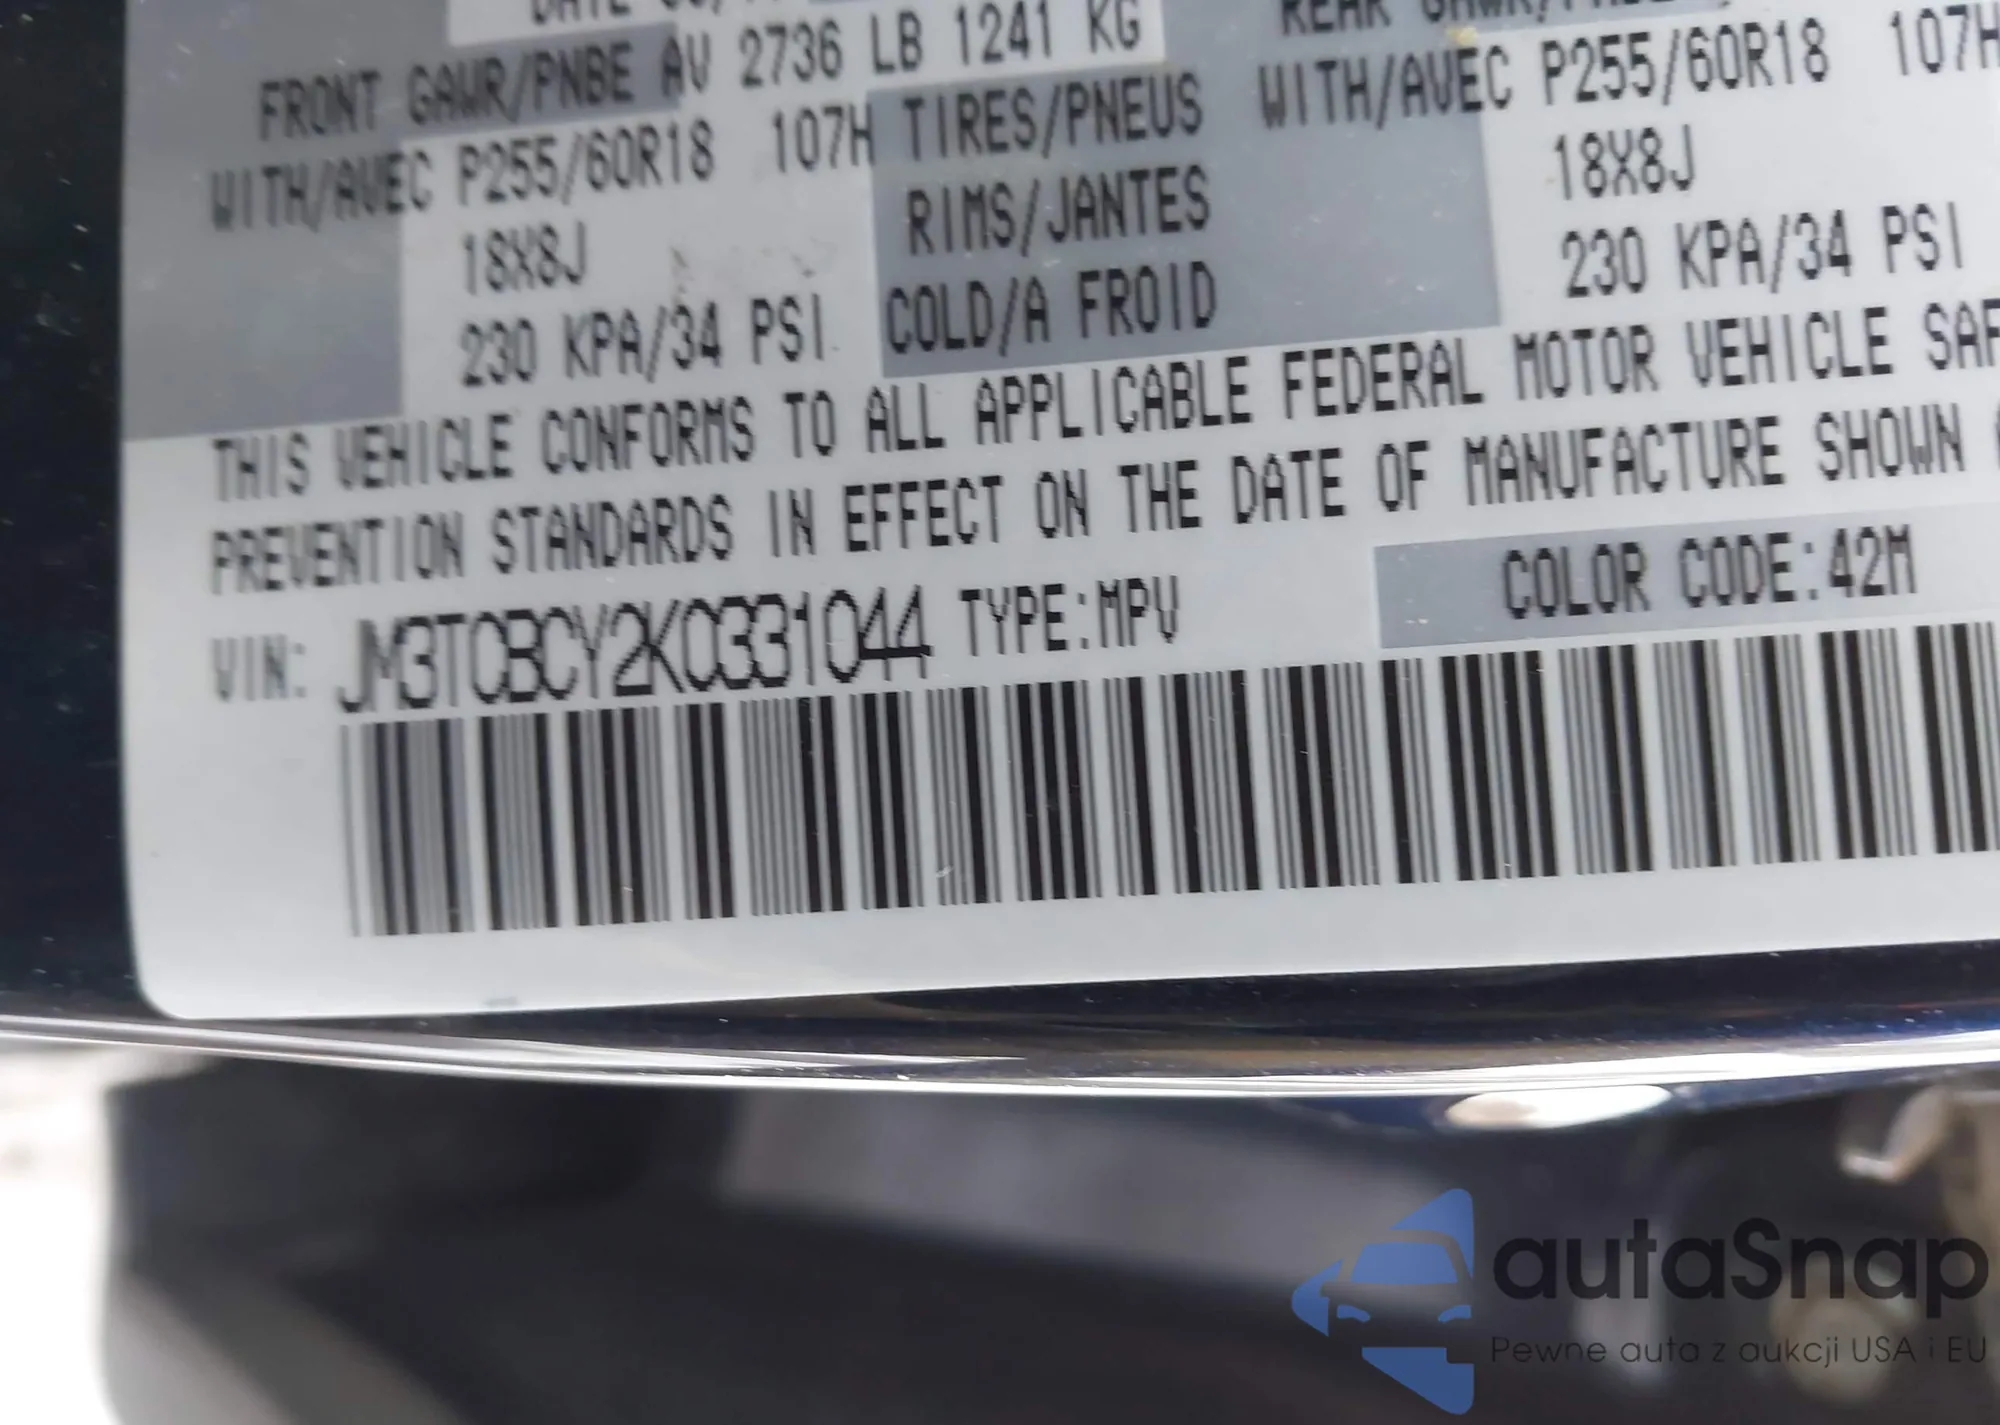 FRONT GAWR/PNBE AV 2736 LB 1241 KG
WITH/AVEC P255/60R18 107H TIRES/PNEUS WITH/AVEC P255/60R18 107H
18X8J RIMS/JANTES 18X8J
230 KPA/34 PSI COLD/A FROID 230 KPA/34 PSI
THIS VEHICLE CONFORMS TO ALL APPLICABLE FEDERAL MOTOR VEHICLE SAF
PREVENTION STANDARDS IN EFFECT ON THE DATE OF MANUFACTURE SHOWN
VIN: JM3TCBCY2K0331044 TYPE:MPV COLOR CODE:42M
autaSnap
Pewne auta z aukcji USA i EU